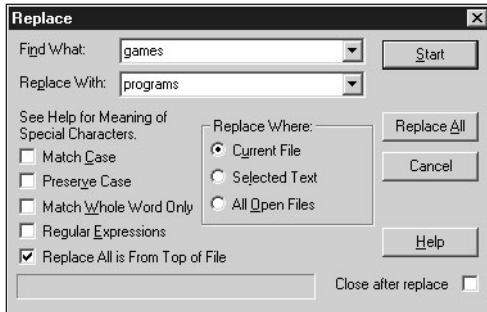 Replace
Find What: games
Start
Replace With: programs
See Help for Meaning of
Special Characters.
Replace Where:
Replace All
Match Case
Current File
Cancel
Preserve Case
Selected Text
Match Whole Word Only
All Open Files
Regular Expressions
Help
Replace All is From Top of File
Close after replace